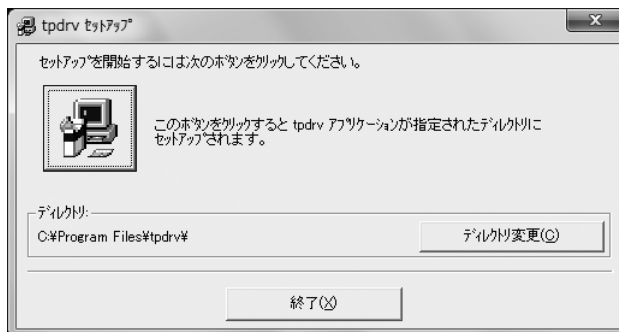 tpdrv ｾｯﾄｱｯﾌﾟ
ｾｯﾄｱｯﾌﾟを開始するには次のﾎﾞﾀﾝをｸﾘｯｸしてください。
このﾎﾞﾀﾝをｸﾘｯｸすると tpdrv ｱﾌﾟﾘｹｰｼｮﾝが指定されたﾃﾞｨﾚｸﾄﾘに
ｾｯﾄｱｯﾌﾟされます。
ﾃﾞｨﾚｸﾄﾘ:
C:¥Program Files¥tpdrv¥
ﾃﾞｨﾚｸﾄﾘ変更(C)
終了(X)